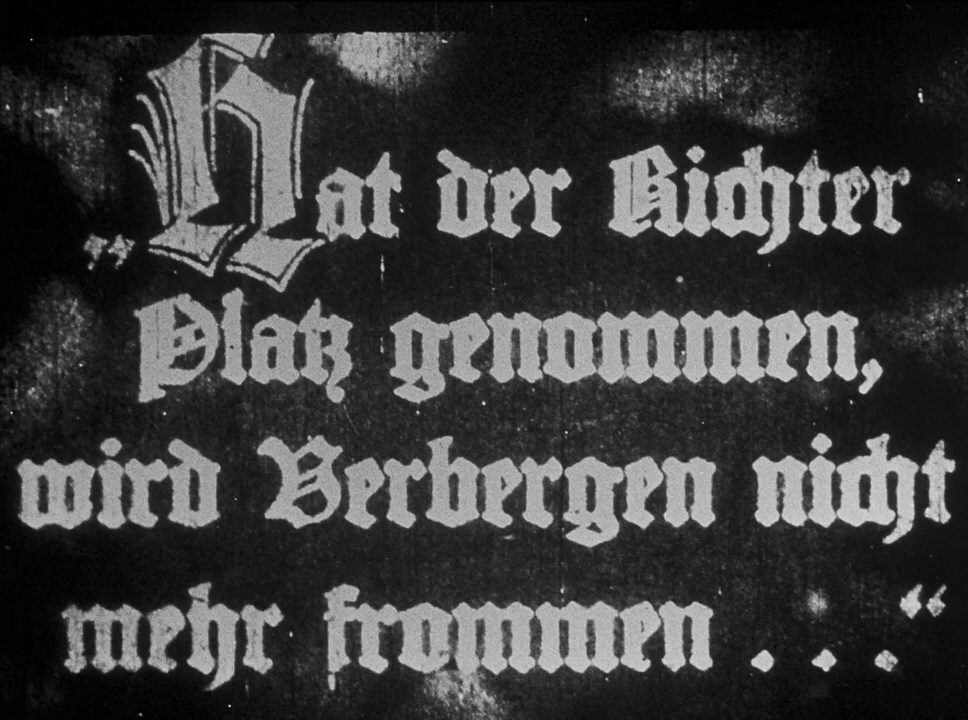 „Hat der Richter
Platz genommen,
wird Verbergen nicht
mehr frommen . . .“